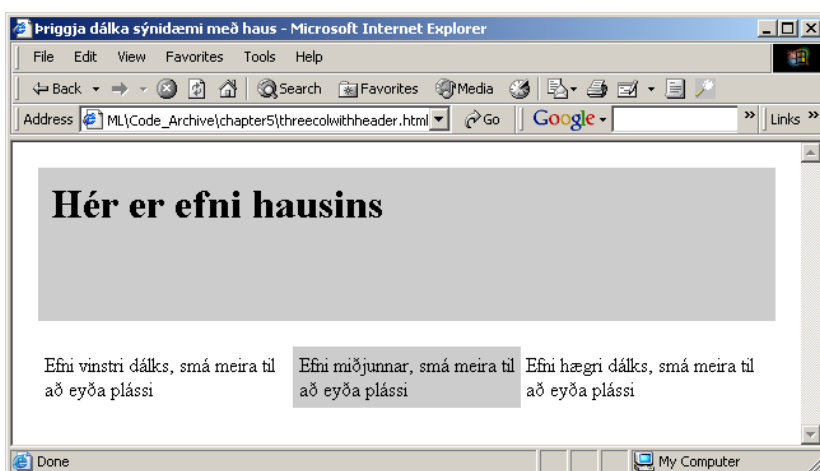 Þriggja dálka sýnidæmi með haus - Microsoft Internet Explorer
File Edit View Favorites Tools Help
Back Search Favorites Media
Address ML\Code_Archive\chapter5\threecolwithheader.html Go Google Links
Hér er efni hausins
Efni vinstri dálks, smá meira til
að eyða plássi
Efni miðjunnar, smá meira til
að eyða plássi
Efni hægri dálks, smá meira til
að eyða plássi
Done My Computer